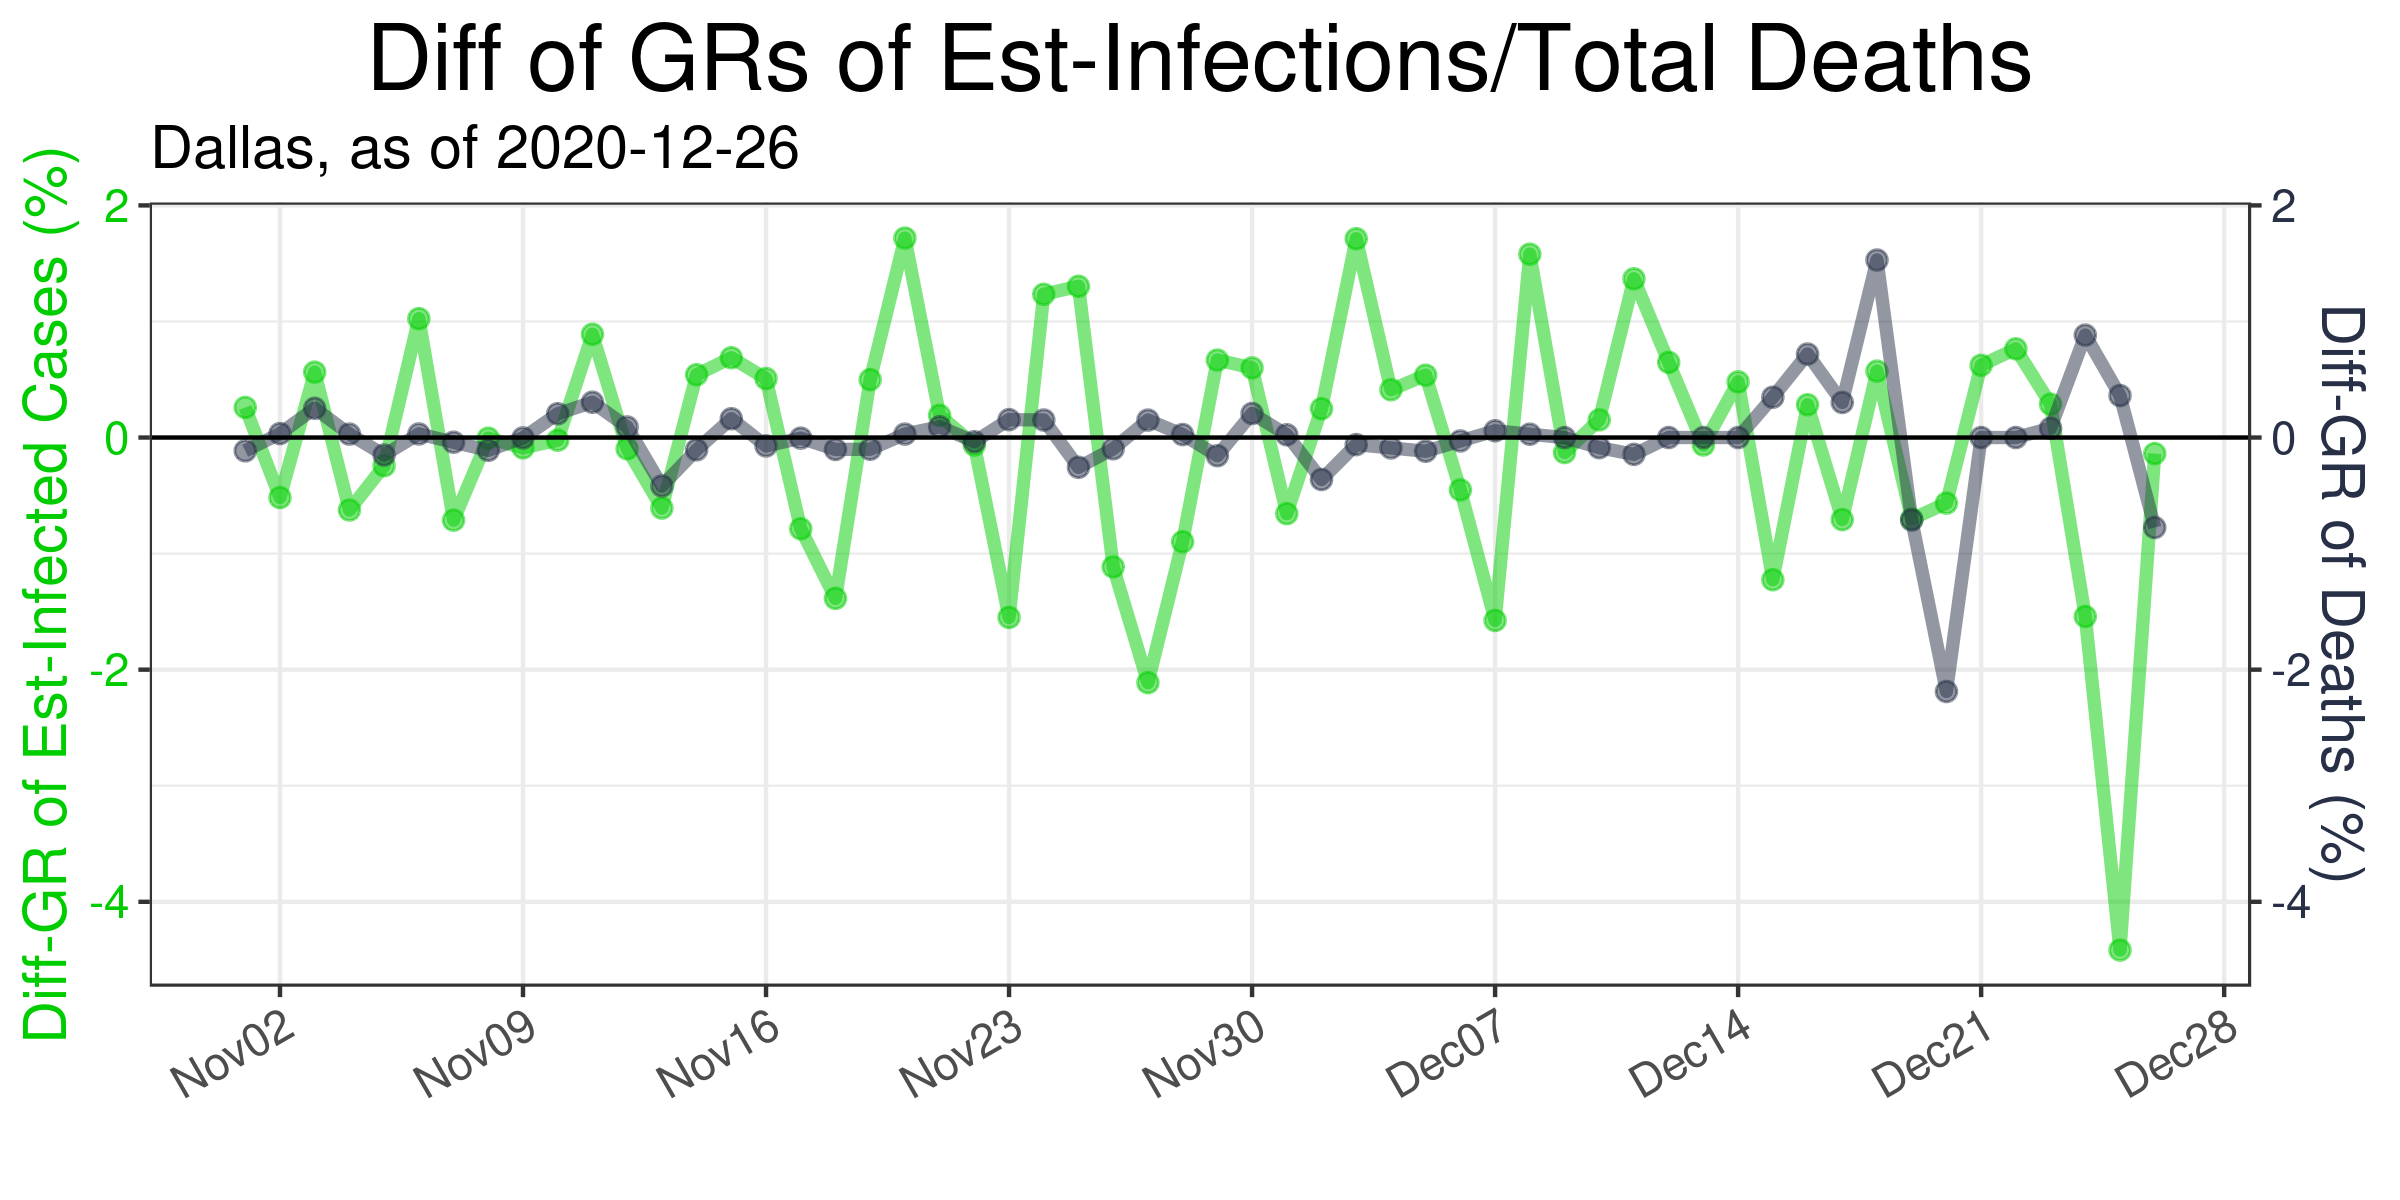 Diff of GRs of Est-Infections/Total Deaths
Dallas, as of 2020-12-26
Diff-GR of Est-Infected Cases (%)
2
0
-2
-4
2
0
-2
-4
Diff-GR of Deaths (%)
Nov02
Nov09
Nov16
Nov23
Nov30
Dec07
Dec14
Dec21
Dec28